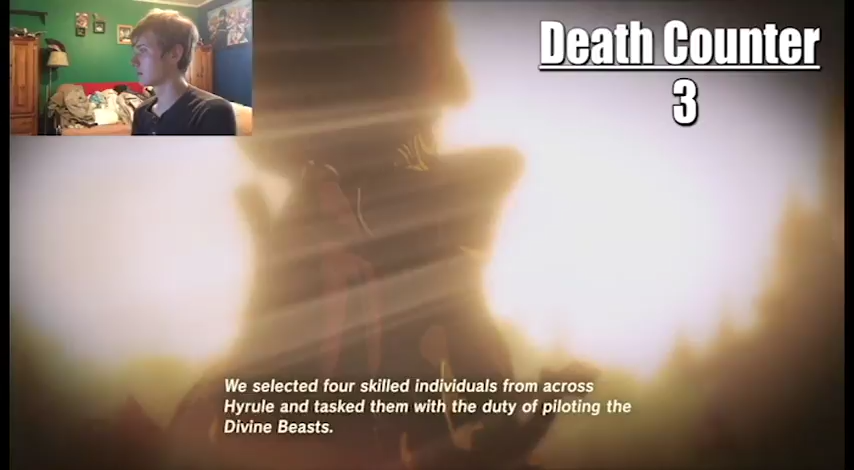 Death Counter
3
We selected four skilled individuals from across
Hyrule and tasked them with the duty of piloting the
Divine Beasts.